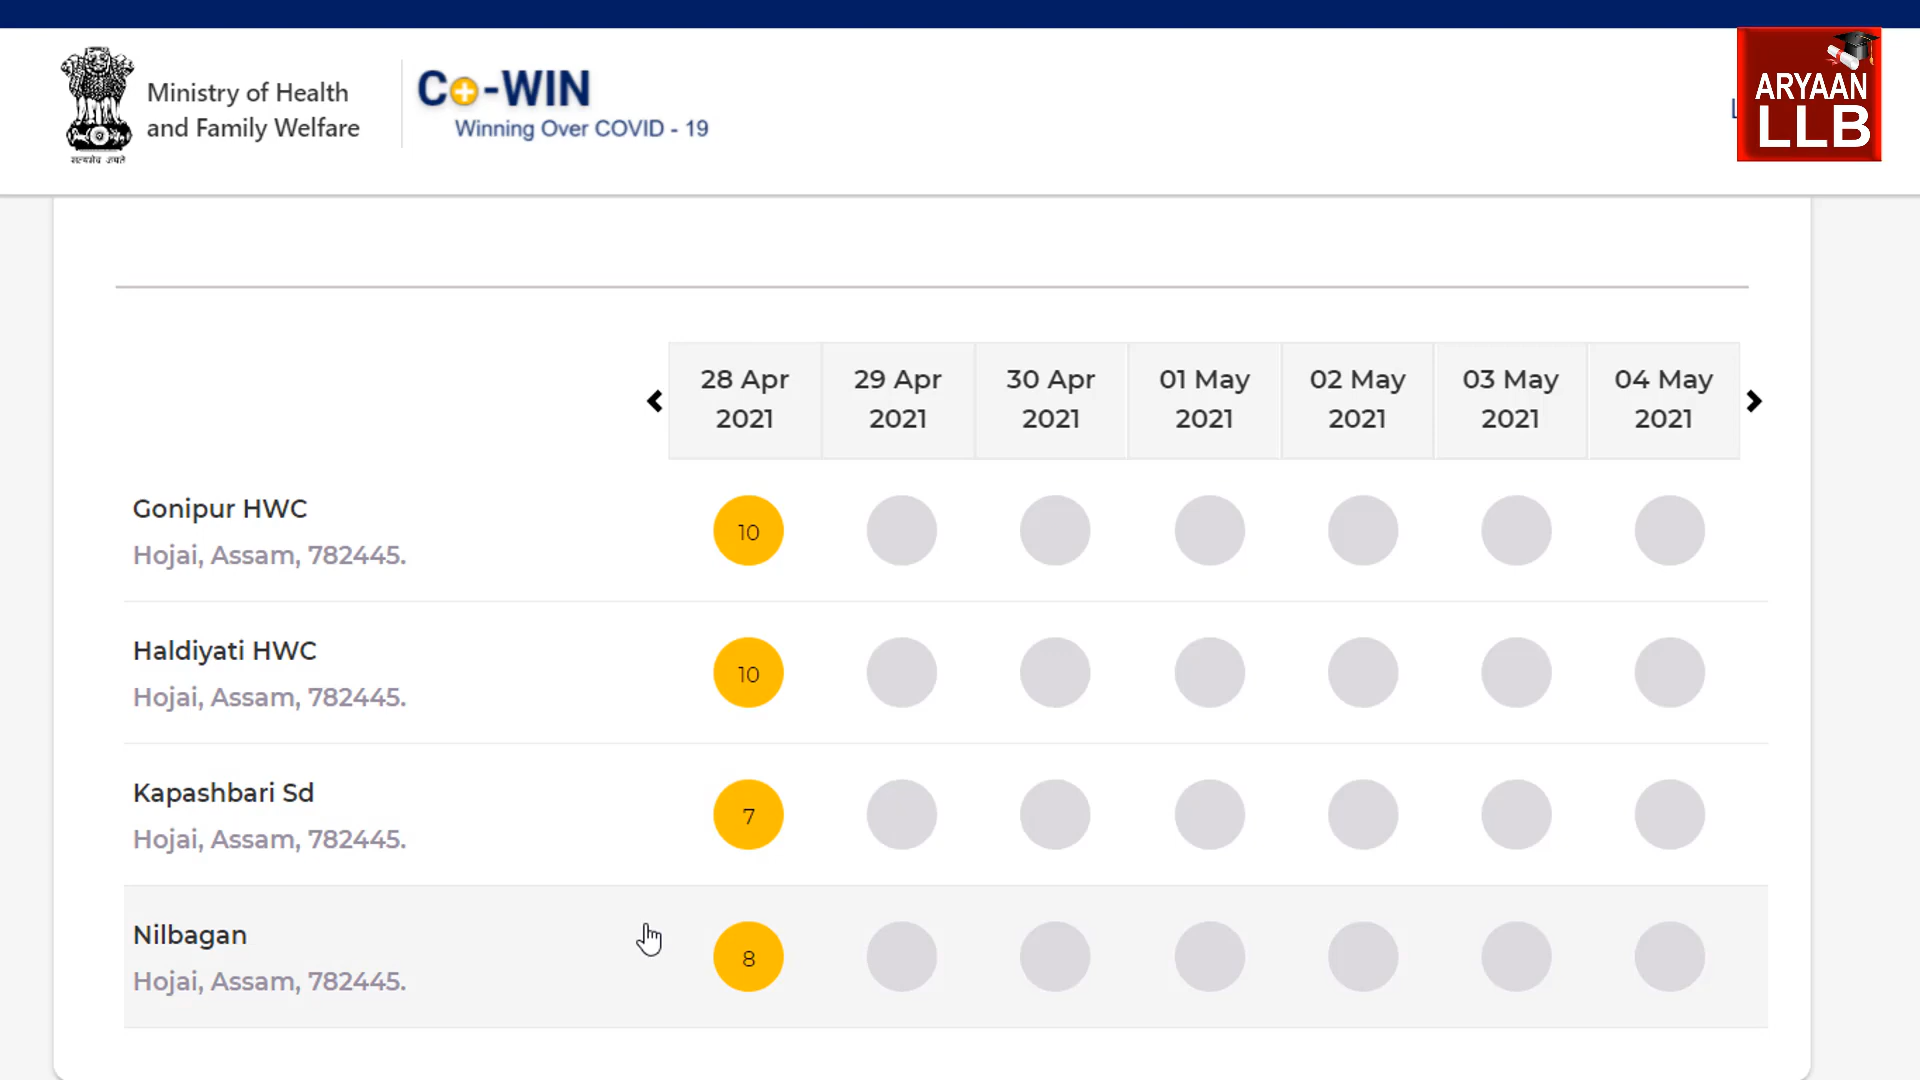 सत्यमेव जयते
Ministry of Health
and Family Welfare
Co-WIN
Winning Over COVID - 19
ARYAAN
LLB
28 Apr 2021
29 Apr 2021
30 Apr 2021
01 May 2021
02 May 2021
03 May 2021
04 May 2021
Gonipur HWC
Hojai, Assam, 782445.
10
Haldiyati HWC
Hojai, Assam, 782445.
10
Kapashbari Sd
Hojai, Assam, 782445.
7
Nilbagan
Hojai, Assam, 782445.
8